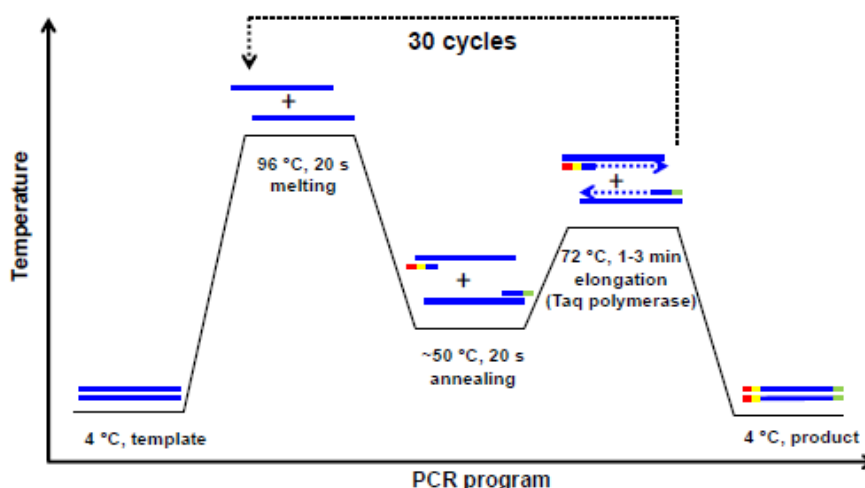 30 cycles
+
96 °C, 20 s
melting
+
+
72 °C, 1-3 min
elongation
(Taq polymerase)
~50 °C, 20 s
annealing
4 °C, template
4 °C, product
Temperature
PCR program